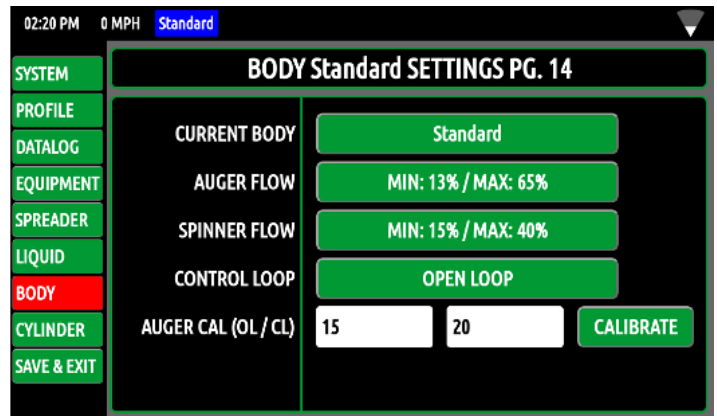 02:20 PM 0 MPH Standard
BODY Standard SETTINGS PG. 14
SYSTEM
PROFILE
DATALOG
EQUIPMENT
SPREADER
LIQUID
BODY
CYLINDER
SAVE & EXIT
CURRENT BODY Standard
AUGER FLOW MIN: 13% / MAX: 65%
SPINNER FLOW MIN: 15% / MAX: 40%
CONTROL LOOP OPEN LOOP
AUGER CAL (OL / CL) 15 20 CALIBRATE